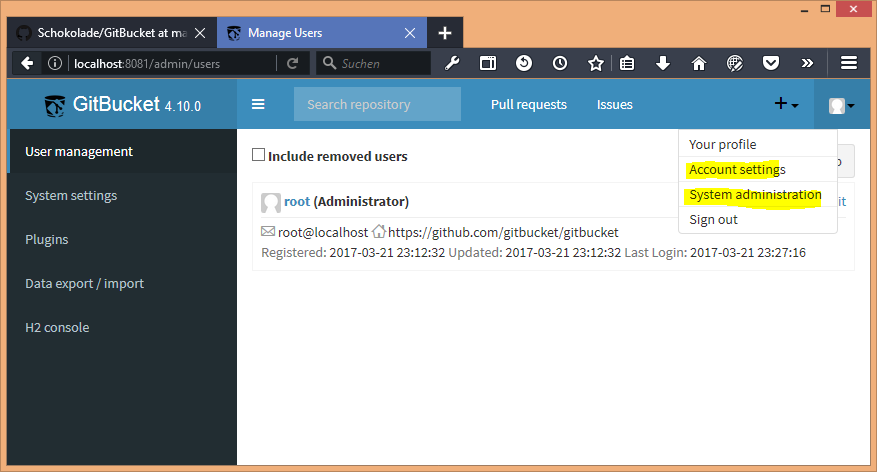 Schokolade/GitBucket at ma
Manage Users
localhost:8081/admin/users
Suchen
GitBucket 4.10.0
Search repository
Pull requests
Issues
User management
System settings
Plugins
Data export / import
H2 console
Include removed users
Your profile
Account settings
System administration
Sign out
root (Administrator)
root@localhost https://github.com/gitbucket/gitbucket
Registered: 2017-03-21 23:12:32 Updated: 2017-03-21 23:12:32 Last Login: 2017-03-21 23:27:16